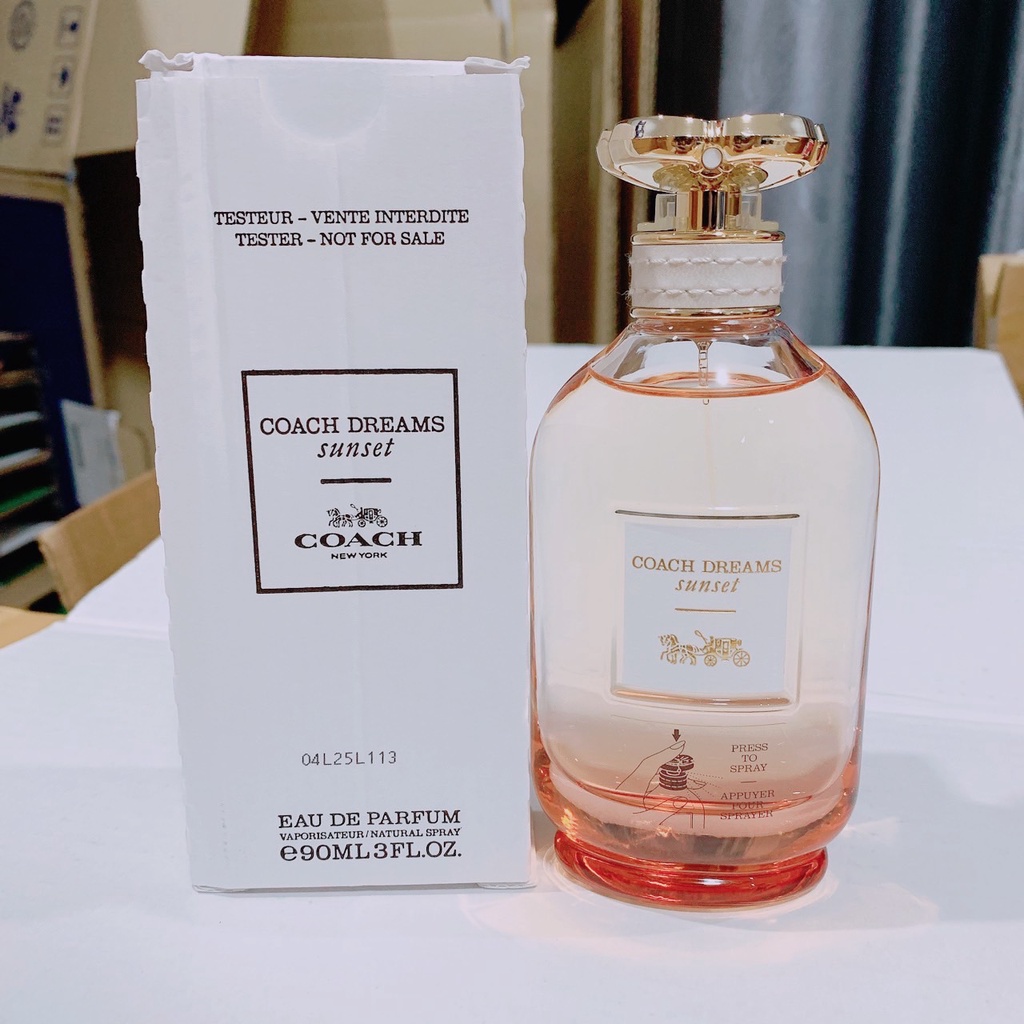 TESTEUR – VENTE INTERDITE
TESTER – NOT FOR SALE
COACH DREAMS
sunset
COACH
NEW YORK
04L25L113
EAU DE PARFUM
VAPORISATEUR/NATURAL SPRAY
e90ML 3FL.OZ.
COACH DREAMS
sunset
PRESS
TO
SPRAY
APPUYER
POUR
SPRAYER